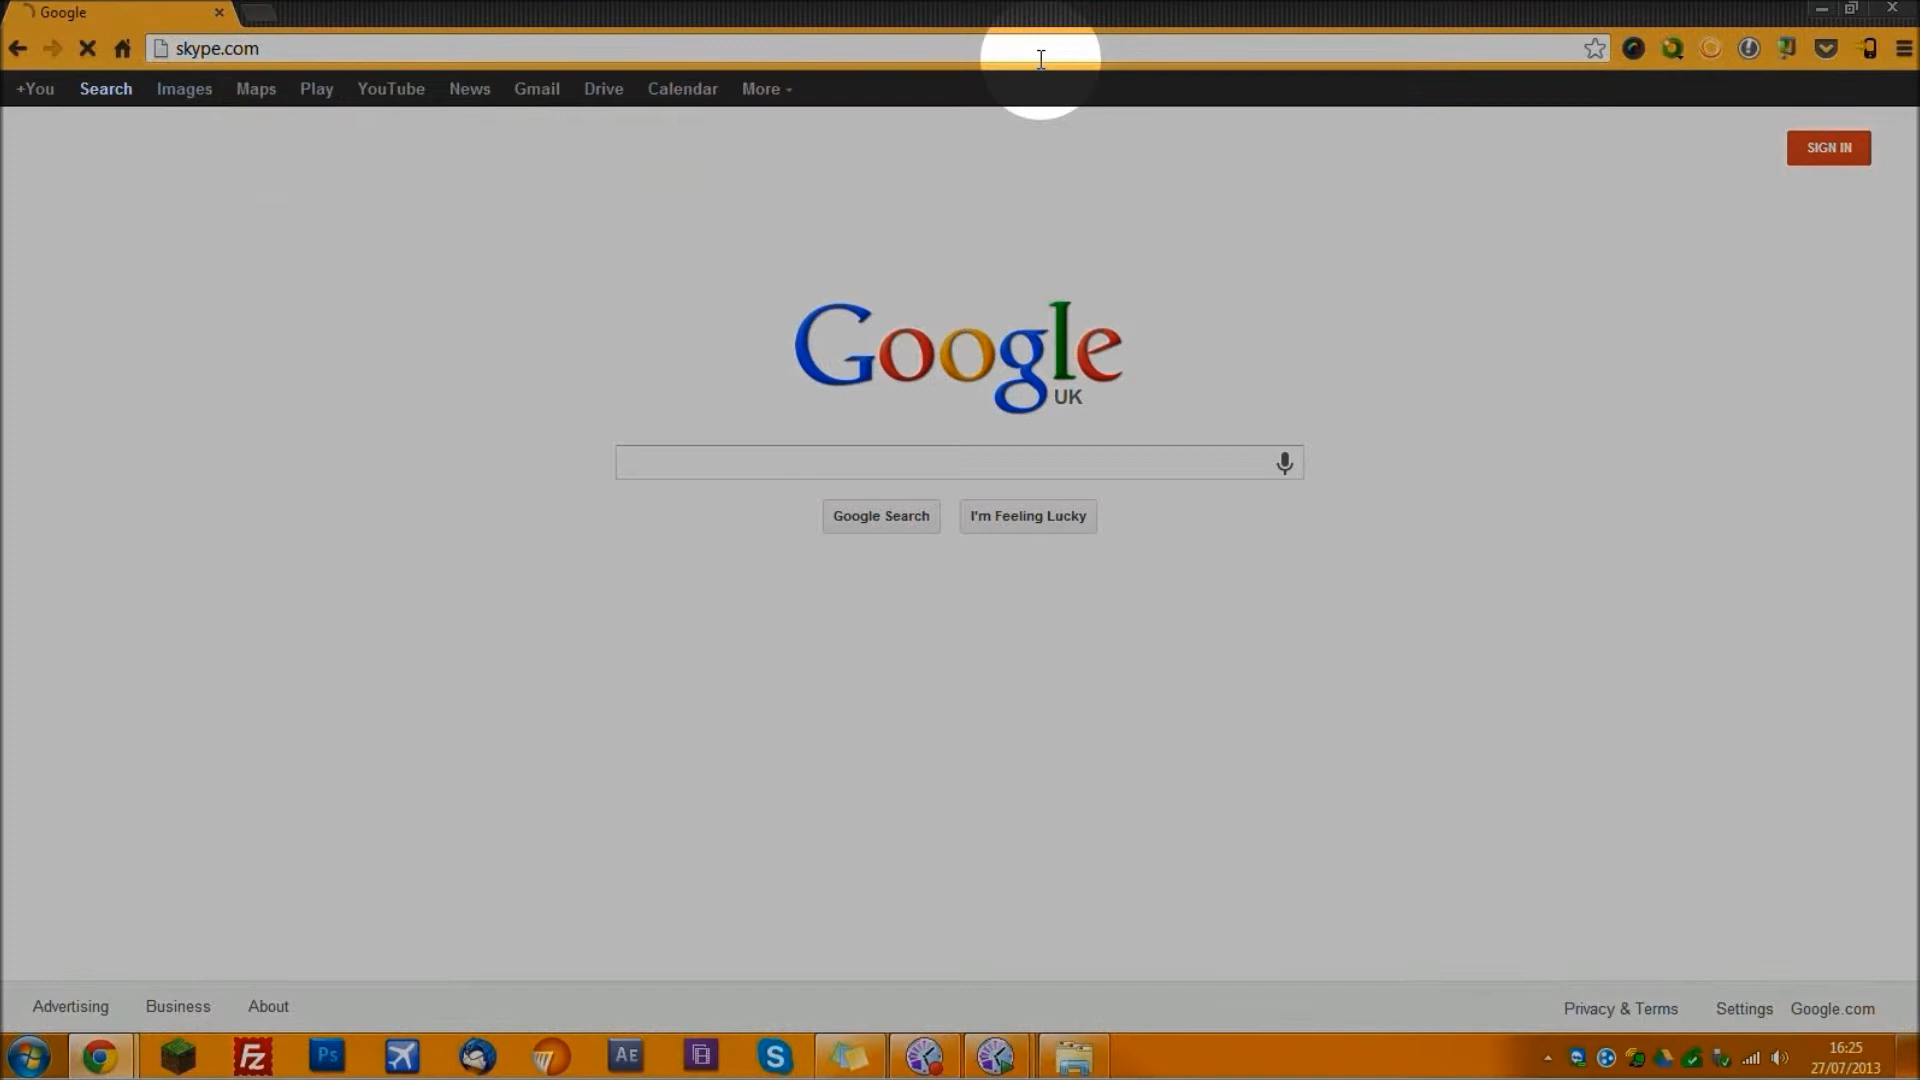 Google
skype.com
+You Search Images Maps Play YouTube News Gmail Drive Calendar More
SIGN IN
Google
UK
Google Search I'm Feeling Lucky
Advertising Business About Privacy & Terms Settings Google.com
Fz Ps AE S
16:25
27/07/2013